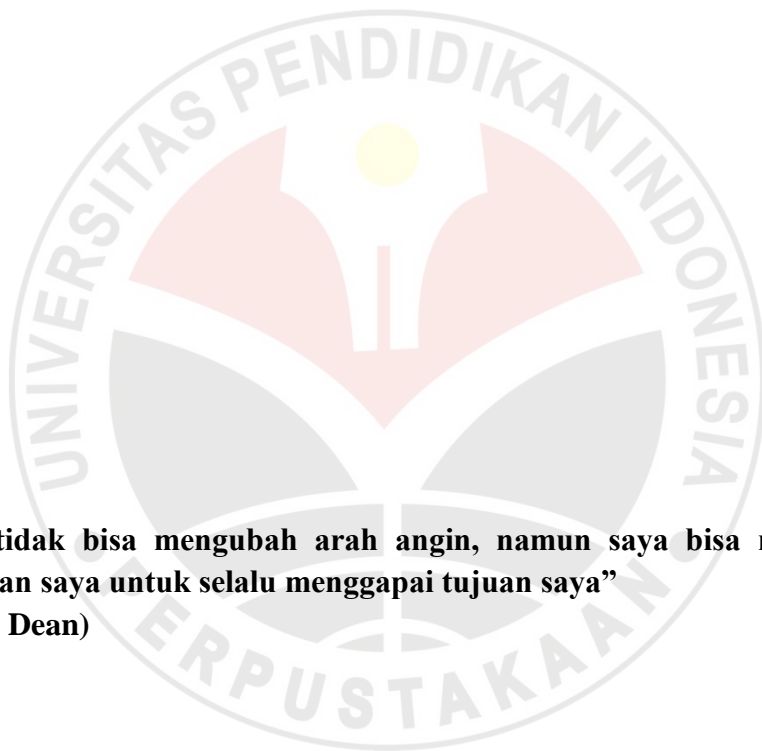 UNIVERSITAS PENDIDIKAN INDONESIA
tidak bisa mengubah arah angin, namun saya bisa
an saya untuk selalu menggapai tujuan saya”
Dean)
PERPUSTAKAAN